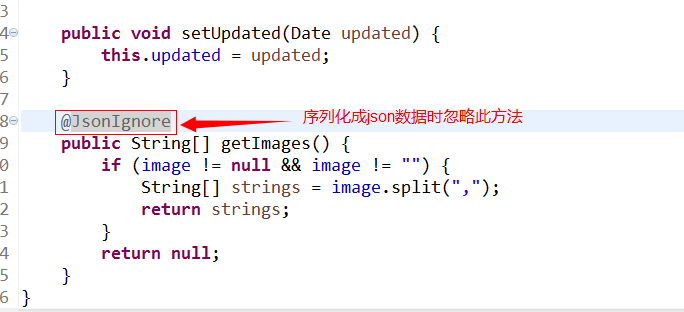 3
4    public void setUpdated(Date updated) {
5        this.updated = updated;
6    }
7
8    @JsonIgnore 序列化成json数据时忽略此方法
9    public String[] getImages() {
0        if (image != null && image != "") {
1            String[] strings = image.split(",");
2            return strings;
3        }
4        return null;
5    }
6 }